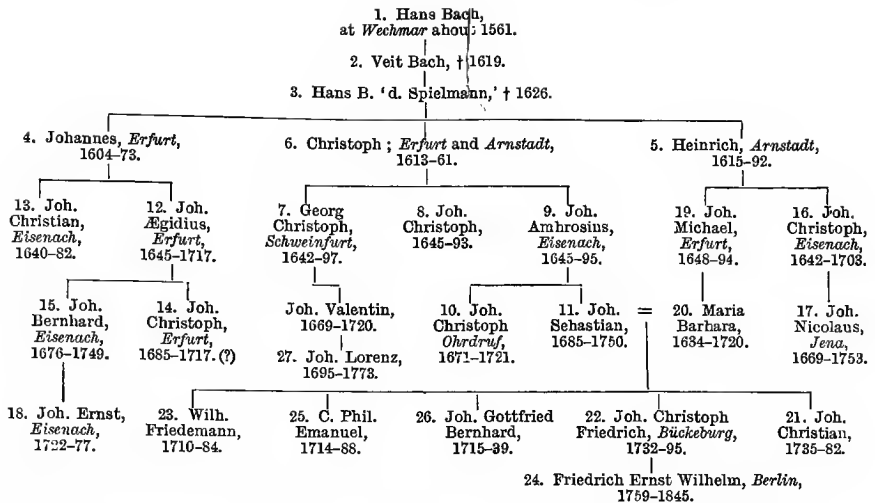 1. Hans Bach,
at Wechmar ahout 1561.
2. Veit Bach, † 1619.
3. Hans B. 'd. Spielmann,' † 1626.
4. Johannes, Erfurt,
1604–73.
6. Christoph ; Erfurt and Arnstadt,
1613–61.
5. Heinrich, Arnstadt,
1615–92.
13. Joh.
Christian,
Eisenach,
1640–82.
12. Joh.
Ægidius,
Erfurt,
1645–1717.
7. Georg
Christoph,
Schweinfurt,
1642–97.
8. Joh.
Christoph,
1645–93.
9. Joh.
Amhrosius,
Eisenach,
1645–95.
19. Joh.
Michael,
Erfurt,
1648–94.
16. Joh.
Christoph,
Eisenach,
1642–1703.
15. Joh.
Bernhard,
Eisenach,
1676–1749.
14. Joh.
Christoph,
Erfurt,
1685–1717. (?)
Joh. Valentin,
1669–1720.
27. Joh. Lorenz,
1695–1773.
10. Joh.
Christoph
Ohrdruf,
1671–1721.
11. Joh.
Sehastian,
1685–1750.
=
20. Maria
Barhara,
1684–1720.
17. Joh.
Nicolaus,
Jena,
1669–1753.
18. Joh. Ernst,
Eisenach,
1722–77.
23. Wilh.
Friedemann,
1710–84.
25. C. Phil.
Emanuel,
1714–88.
26. Joh. Gottfried
Bernhard,
1715–39.
22. Joh. Christoph
Friedrich, Bückeburg,
1732–95.
21. Joh.
Christian,
1735–82.
24. Friedrich Ernst Wilhelm, Berlin,
1759–1845.